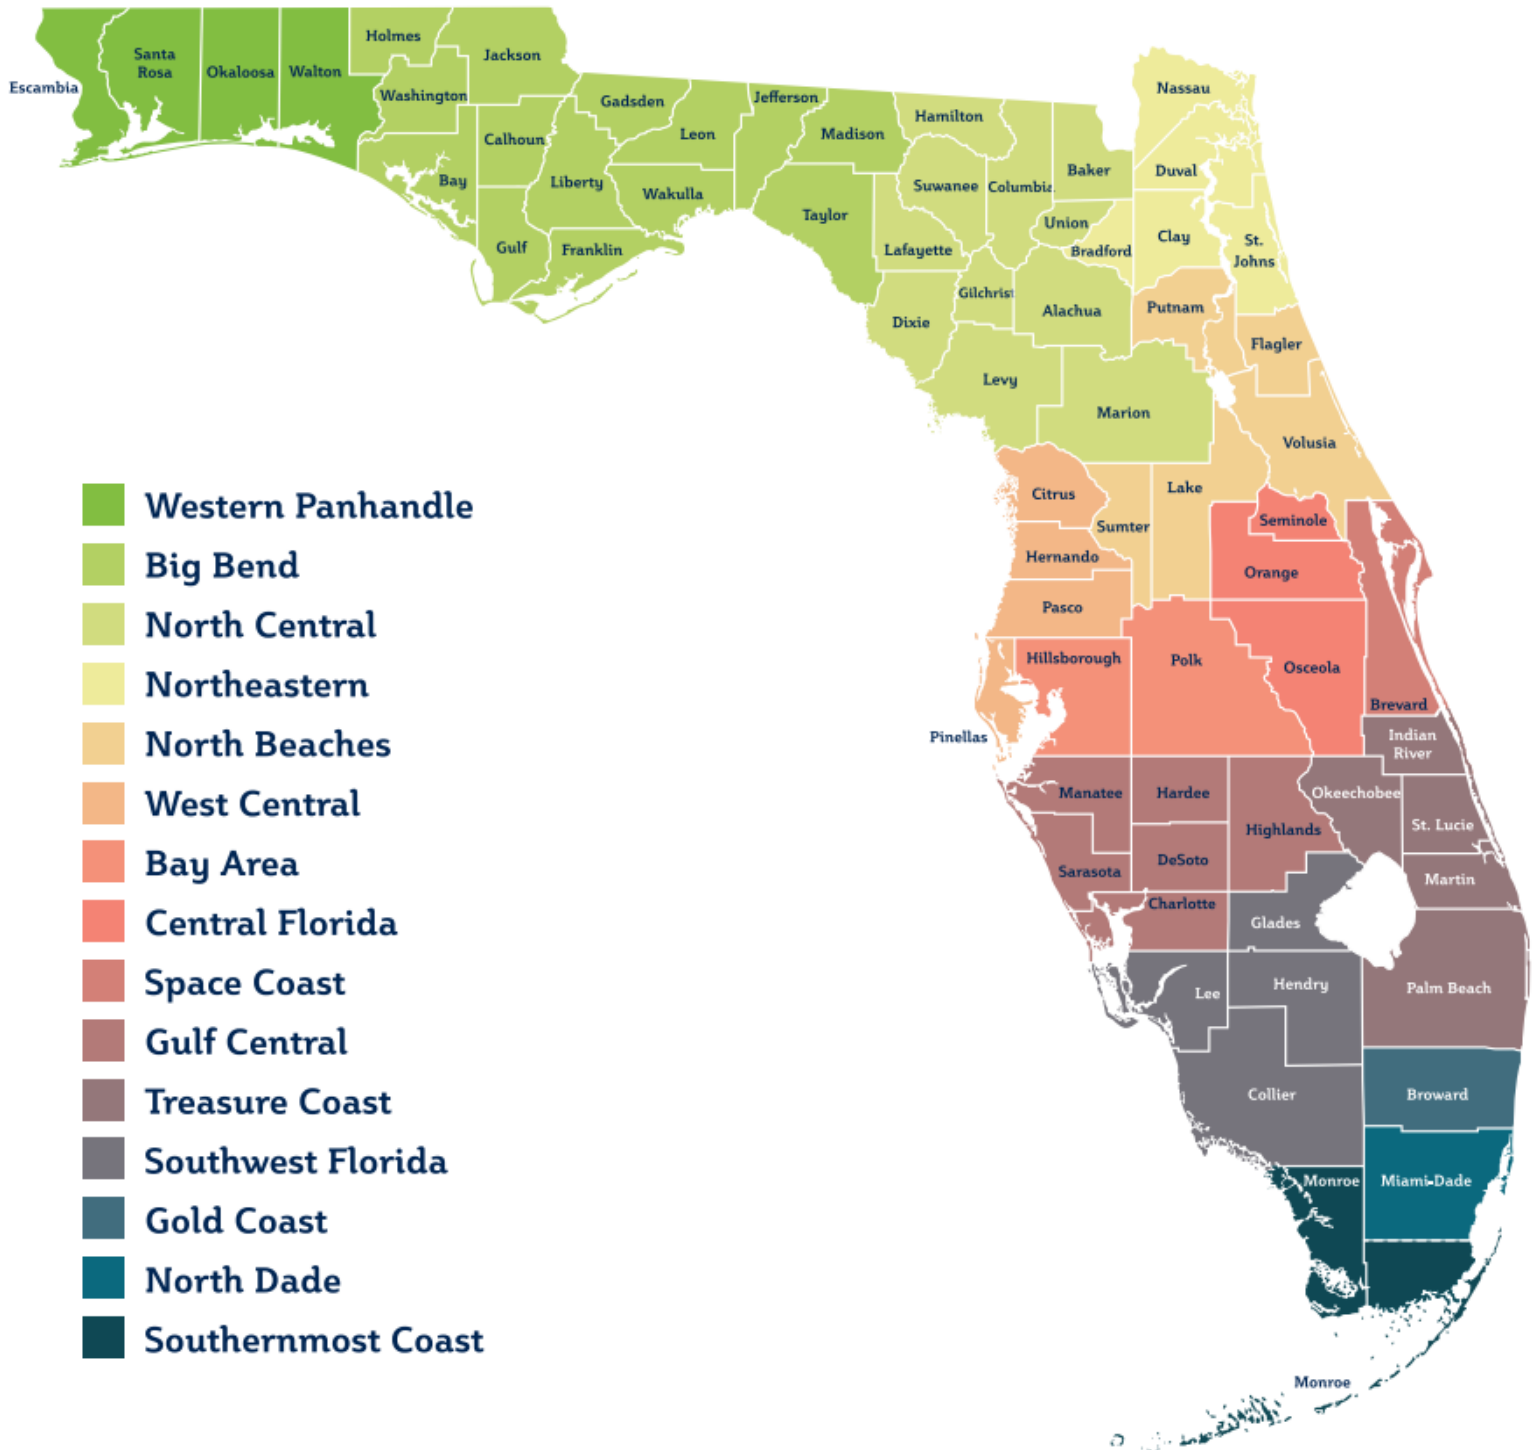 Holmes
Jackson
Santa
Rosa
Okaloosa
Walton
Escambia
Washington
Gadsden
Jefferson
Nassau
Hamilton
Leon
Madison
Calhoun
Baker
Duval
Bay
Liberty
Wakulla
Suwanee
Columbia
Taylor
Union
Clay
St.
Johns
Gulf
Franklin
Lafayette
Bradford
Gilchrist
Putnam
Alachua
Dixie
Flagler
Levy
Marion
Volusia
Lake
Citrus
Seminole
Sumter
Hernando
Orange
Pasco
Hillsborough
Polk
Osceola
Brevard
Pinellas
Indian
River
Manatee
Hardee
Okeechobee
Highlands
St. Lucie
DeSoto
Sarasota
Martin
Charlotte
Glades
Hendry
Palm Beach
Lee
Collier
Broward
Monroe
Miami-Dade
Monroe
Western Panhandle
Big Bend
North Central
Northeastern
North Beaches
West Central
Bay Area
Central Florida
Space Coast
Gulf Central
Treasure Coast
Southwest Florida
Gold Coast
North Dade
Southernmost Coast